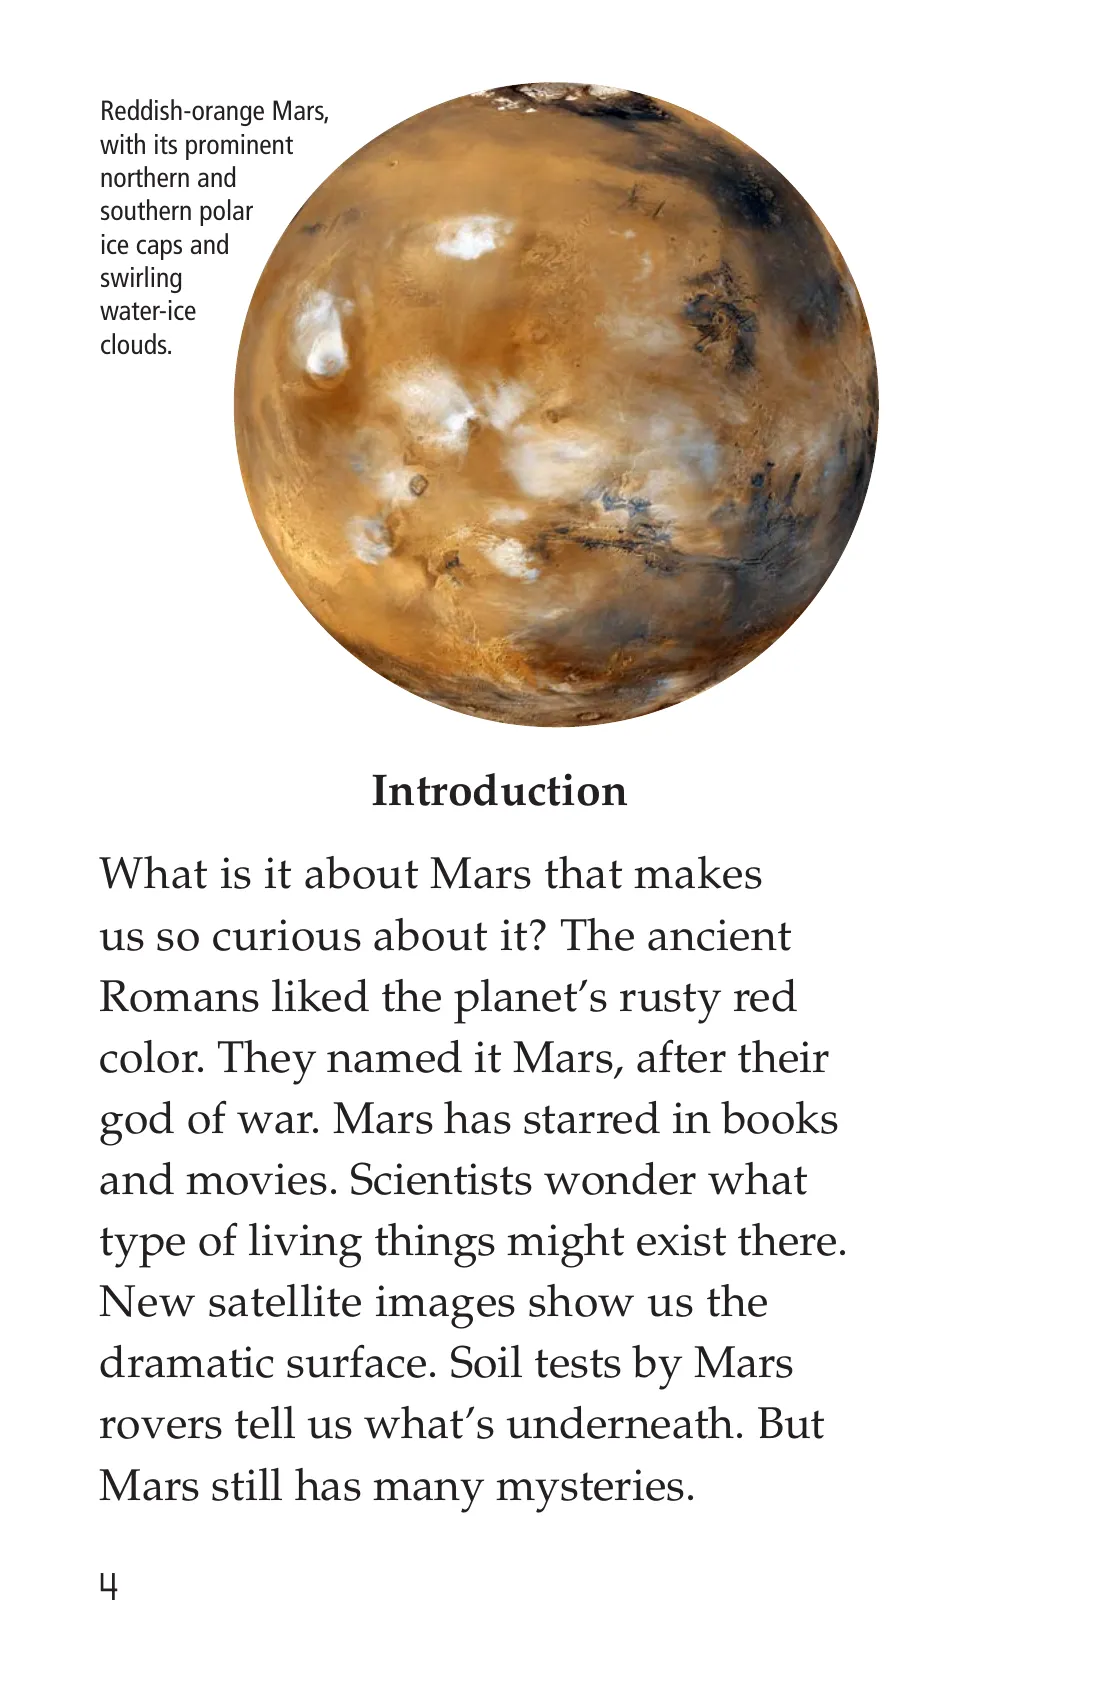 Reddish-orange Mars,
with its prominent
northern and
southern polar
ice caps and
swirling
water-ice
clouds.
Introduction
What is it about Mars that makes
us so curious about it? The ancient
Romans liked the planet’s rusty red
color. They named it Mars, after their
god of war. Mars has starred in books
and movies. Scientists wonder what
type of living things might exist there.
New satellite images show us the
dramatic surface. Soil tests by Mars
rovers tell us what’s underneath. But
Mars still has many mysteries.
4